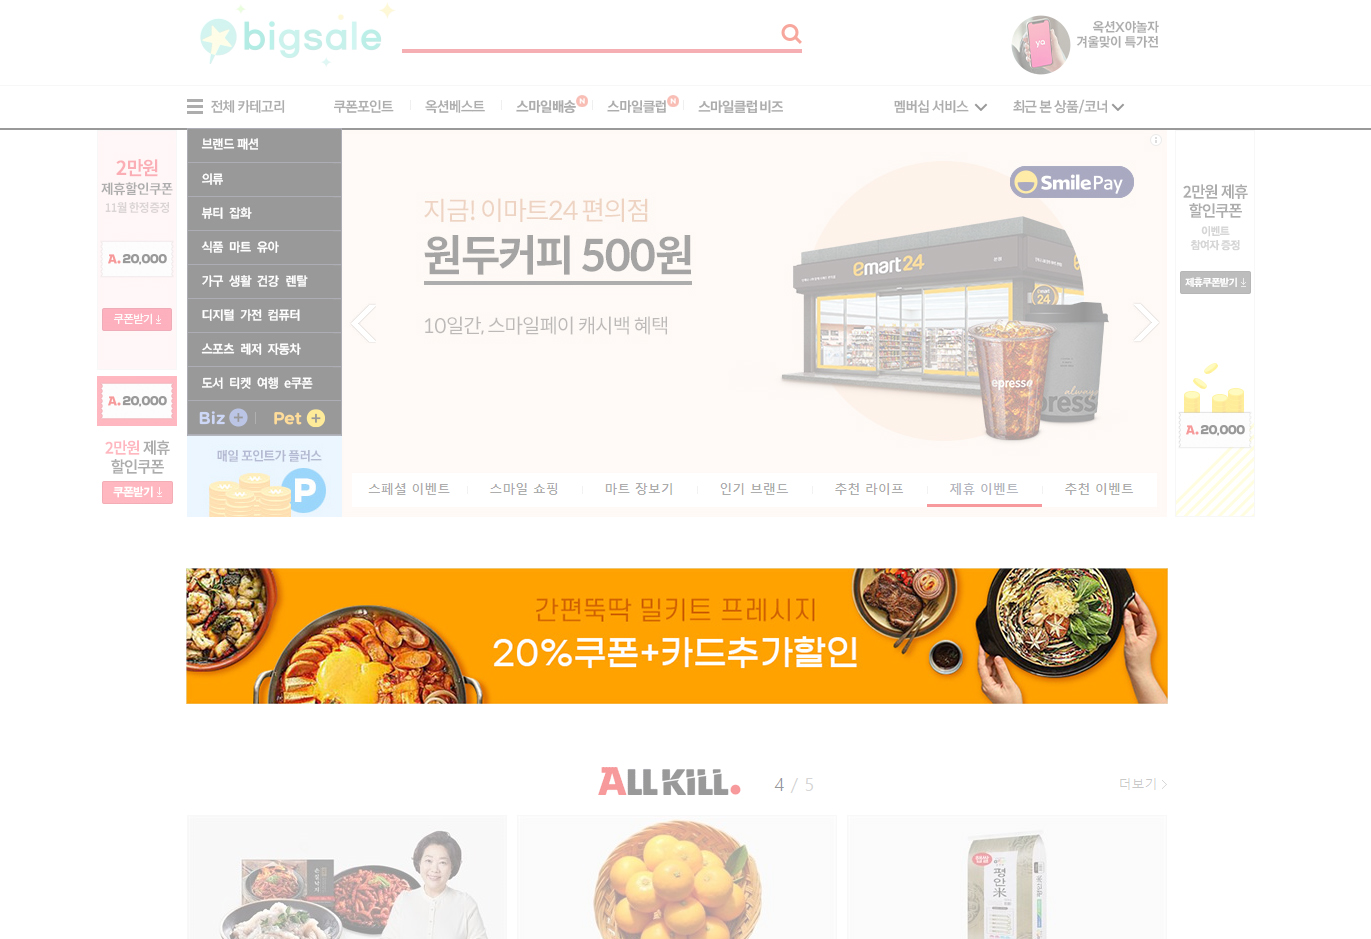 bigsale
ya
옥션X야놀자
겨울맞이 특가전
전체 카테고리
쿠폰포인트
옥션베스트
스마일배송 N
스마일클럽 N
스마일클럽 비즈
멤버십 서비스
최근 본 상품/코너
2만원
제휴할인쿠폰
11월 한정증정
A. 20,000
쿠폰받기
A. 20,000
2만원 제휴
할인쿠폰
쿠폰받기
브랜드 패션
의류
뷰티 잡화
식품 마트 유아
가구 생활 건강 렌탈
디지털 가전 컴퓨터
스포츠 레저 자동차
도서 티켓 여행 e쿠폰
Biz + Pet +
매일 포인트가 플러스
P
지금! 이마트24 편의점
원두커피 500원
10일간, 스마일페이 캐시백 혜택
SmilePay
emart24
24
epresso
press
스페셜 이벤트
스마일 쇼핑
마트 장보기
인기 브랜드
추천 라이프
제휴 이벤트
추천 이벤트
2만원 제휴
할인쿠폰
이벤트
참여자 증정
제휴쿠폰받기
A. 20,000
간편뚝딱 밀키트 프레시지
20%쿠폰+카드추가할인
ALL KILL.
4 / 5
더보기
햅쌀
평안米